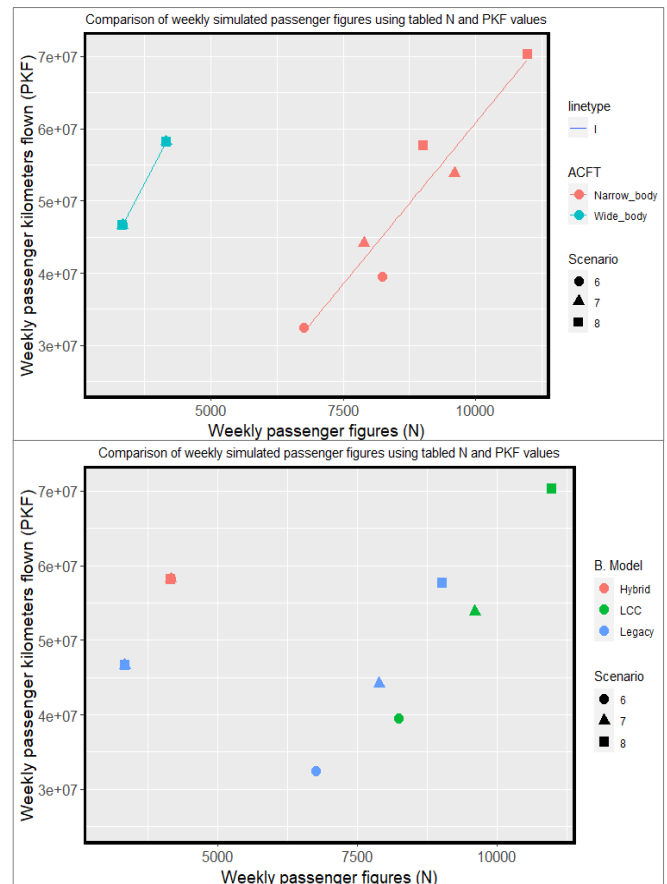 Comparison of weekly simulated passenger figures using tabled N and PKF values
Weekly passenger kilometers flown (PKF)
7e+07
6e+07
5e+07
4e+07
3e+07
5000
7500
10000
Weekly passenger figures (N)
linetype
l
ACFT
Narrow_body
Wide_body
Scenario
6
7
8
Comparison of weekly simulated passenger figures using tabled N and PKF values
Weekly passenger kilometers flown (PKF)
7e+07
6e+07
5e+07
4e+07
3e+07
5000
7500
10000
Weekly passenger figures (N)
B. Model
Hybrid
LCC
Legacy
Scenario
6
7
8